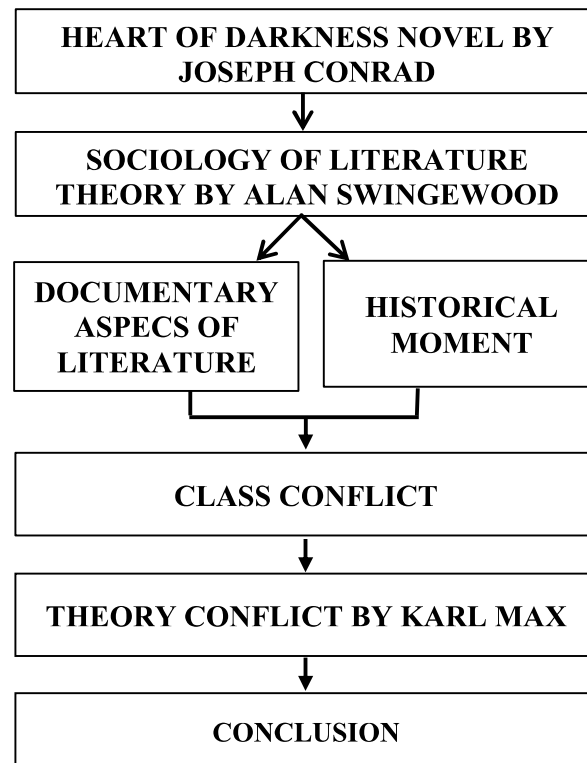 HEART OF DARKNESS NOVEL BY
JOSEPH CONRAD
SOCIOLOGY OF LITERATURE
THEORY BY ALAN SWINGEWOOD
DOCUMENTARY
ASPECS OF
LITERATURE
HISTORICAL
MOMENT
CLASS CONFLICT
THEORY CONFLICT BY KARL MAX
CONCLUSION